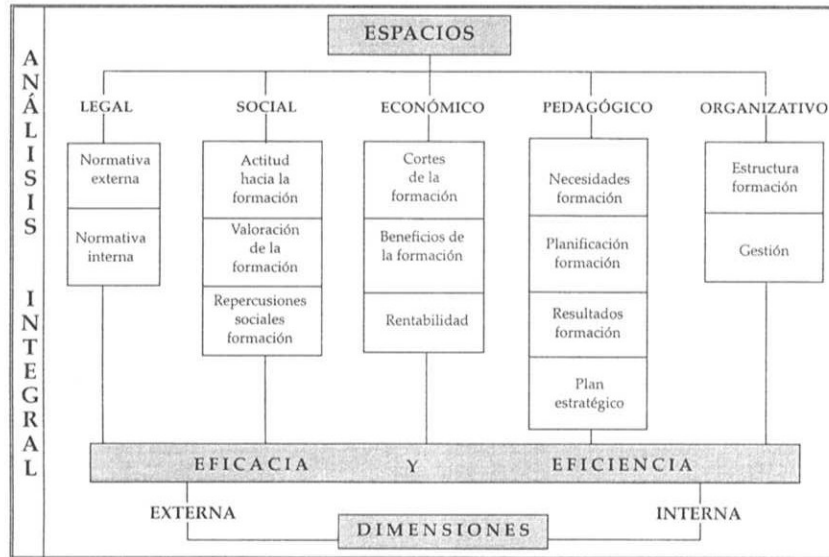 ANÁLISIS INTEGRAL
ESPACIOS
LEGAL
SOCIAL
ECONÓMICO
PEDAGÓGICO
ORGANIZATIVO
Normativa
externa
Normativa
interna
Actitud
hacia la
formación
Valoración
de la
formación
Repercusiones
sociales
formación
Cortes
de la
formación
Beneficios de
la formación
Rentabilidad
Necesidades
formación
Planificación
formación
Resultados
formación
Plan
estratégico
Estructura
formación
Gestión
EFICACIA Y EFICIENCIA
EXTERNA
INTERNA
DIMENSIONES